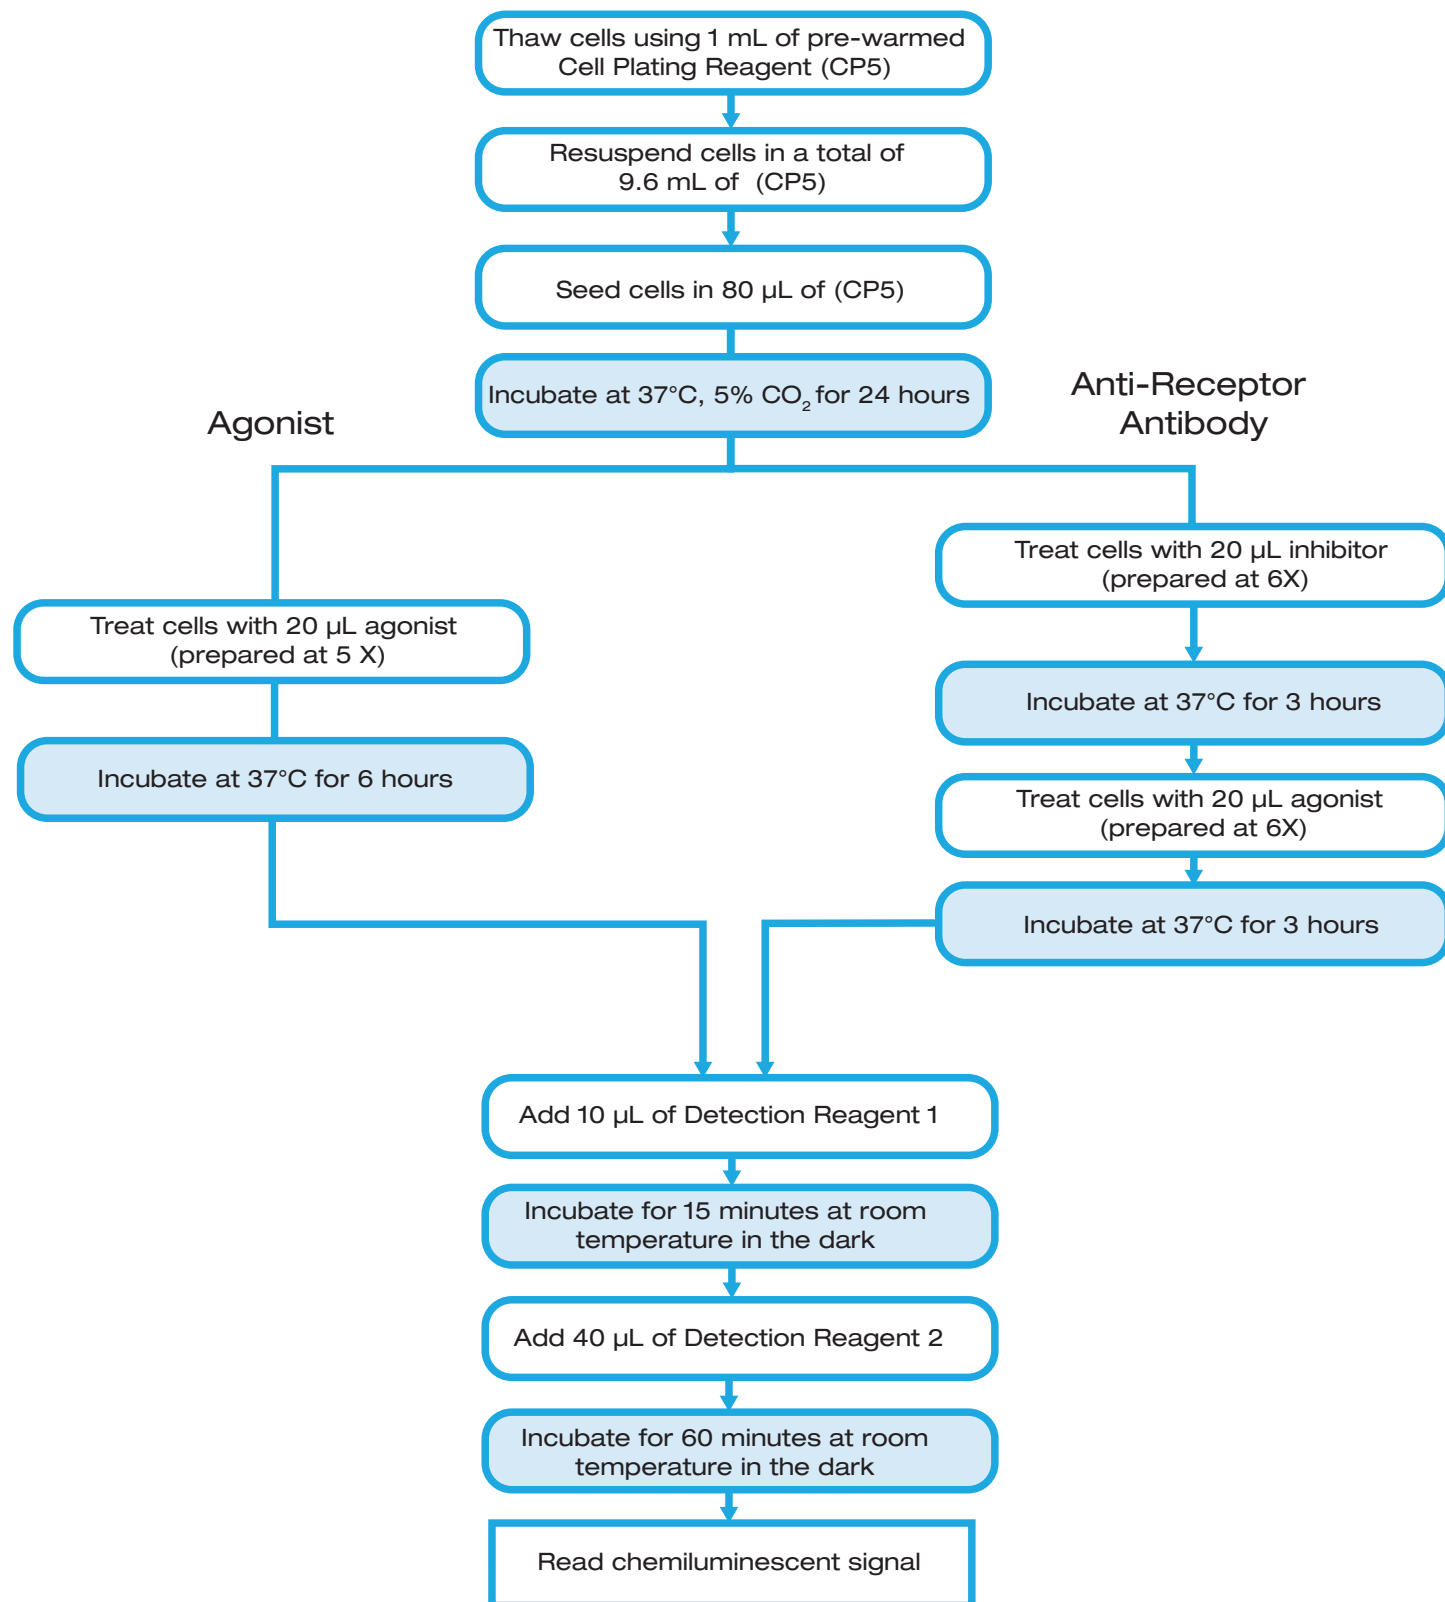 Thaw cells using 1 mL of pre-warmed
Cell Plating Reagent (CP5)
Resuspend cells in a total of
9.6 mL of (CP5)
Seed cells in 80 µL of (CP5)
Incubate at 37°C, 5% CO₂ for 24 hours
Agonist
Treat cells with 20 µL agonist
(prepared at 5 X)
Incubate at 37°C for 6 hours
Anti-Receptor
Antibody
Treat cells with 20 µL inhibitor
(prepared at 6X)
Incubate at 37°C for 3 hours
Treat cells with 20 µL agonist
(prepared at 6X)
Incubate at 37°C for 3 hours
Add 10 µL of Detection Reagent 1
Incubate for 15 minutes at room
temperature in the dark
Add 40 µL of Detection Reagent 2
Incubate for 60 minutes at room
temperature in the dark
Read chemiluminescent signal